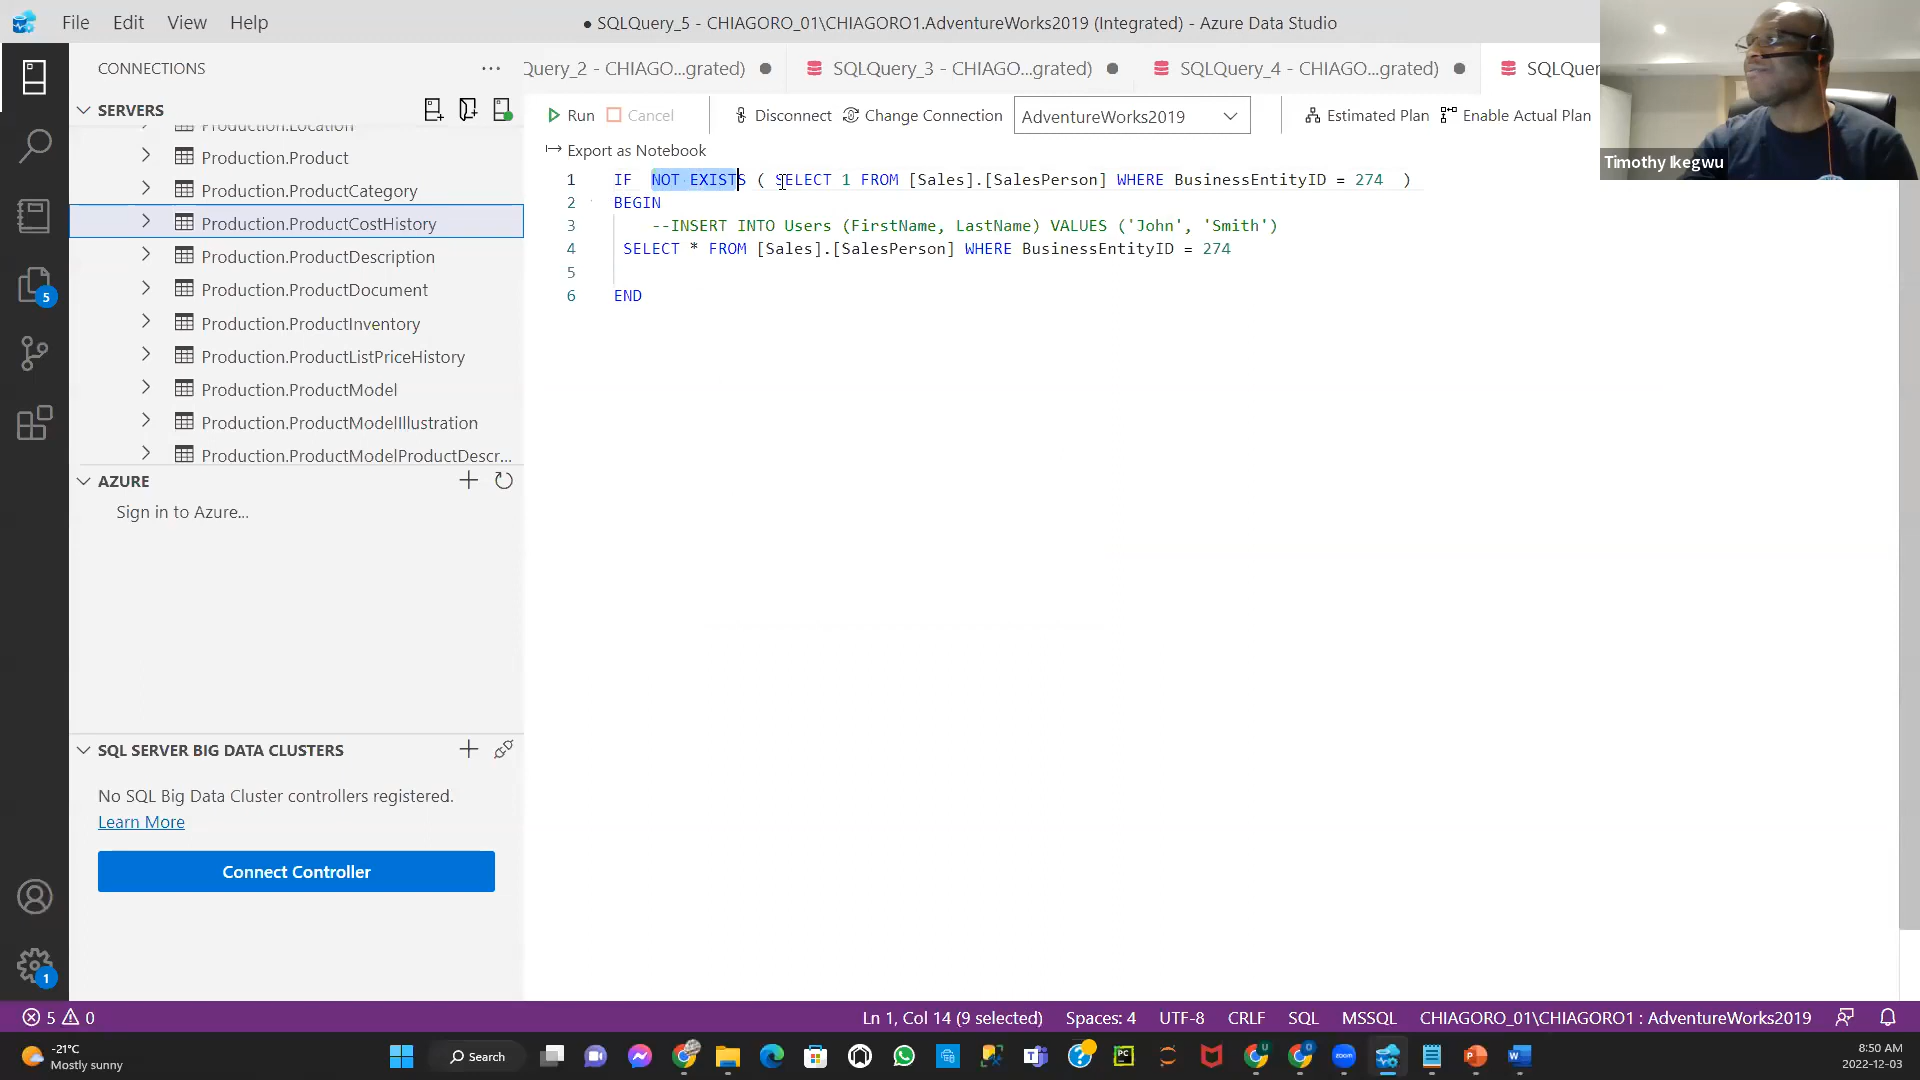 File Edit View Help
● SQLQuery_5 - CHIAGORO_01\CHIAGORO1.AdventureWorks2019 (Integrated) - Azure Data Studio
CONNECTIONS
Query_2 - CHIAGO...grated)
SQLQuery_3 - CHIAGO...grated)
SQLQuery_4 - CHIAGO...grated)
SQLQuer
SERVERS
Run Cancel Disconnect Change Connection AdventureWorks2019 Estimated Plan Enable Actual Plan
Export as Notebook
Timothy Ikegwu
Production.Location
Production.Product
Production.ProductCategory
Production.ProductCostHistory
Production.ProductDescription
Production.ProductDocument
Production.ProductInventory
Production.ProductListPriceHistory
Production.ProductModel
Production.ProductModelIllustration
Production.ProductModelProductDescr...
1 IF NOT EXISTS ( SELECT 1 FROM [Sales].[SalesPerson] WHERE BusinessEntityID = 274 )
2 BEGIN
3 --INSERT INTO Users (FirstName, LastName) VALUES ('John', 'Smith')
4 SELECT * FROM [Sales].[SalesPerson] WHERE BusinessEntityID = 274
5
6 END
5
AZURE
Sign in to Azure...
SQL SERVER BIG DATA CLUSTERS
No SQL Big Data Cluster controllers registered.
Learn More
Connect Controller
1
5 0
Ln 1, Col 14 (9 selected) Spaces: 4 UTF-8 CRLF SQL MSSQL CHIAGORO_01\CHIAGORO1 : AdventureWorks2019
-21°C
Mostly sunny
Search
8:50 AM
2022-12-03